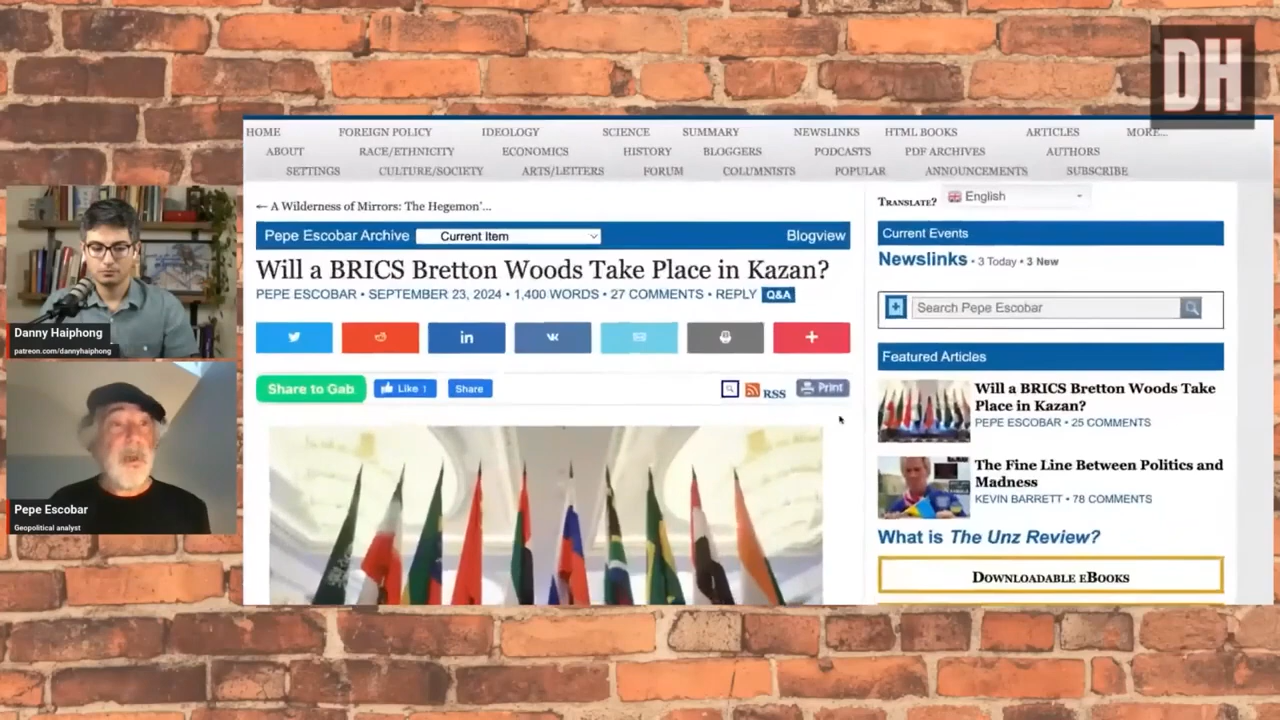 DH
HOME FOREIGN POLICY IDEOLOGY SCIENCE SUMMARY NEWSLINKS HTML BOOKS ARTICLES MORE...
ABOUT RACE/ETHNICITY ECONOMICS HISTORY BLOGGERS PODCASTS PDF ARCHIVES AUTHORS
SETTINGS CULTURE/SOCIETY ARTS/LETTERS FORUM COLUMNISTS POPULAR ANNOUNCEMENTS SUBSCRIBE
← A Wilderness of Mirrors: The Hegemon'...
Pepe Escobar Archive Current Item Blogview
Will a BRICS Bretton Woods Take Place in Kazan?
PEPE ESCOBAR • SEPTEMBER 23, 2024 • 1,400 WORDS • 27 COMMENTS • REPLY Q&A
Share to Gab Like 1 Share RSS Print
TRANSLATE? English
Current Events
Newslinks • 3 Today • 3 New
Search Pepe Escobar
Featured Articles
Will a BRICS Bretton Woods Take
Place in Kazan?
PEPE ESCOBAR • 25 COMMENTS
The Fine Line Between Politics and
Madness
KEVIN BARRETT • 78 COMMENTS
What is The Unz Review?
DOWNLOADABLE EBOOKS
Danny Haiphong
patreon.com/dannyhaiphong
Pepe Escobar
Geopolitical analyst